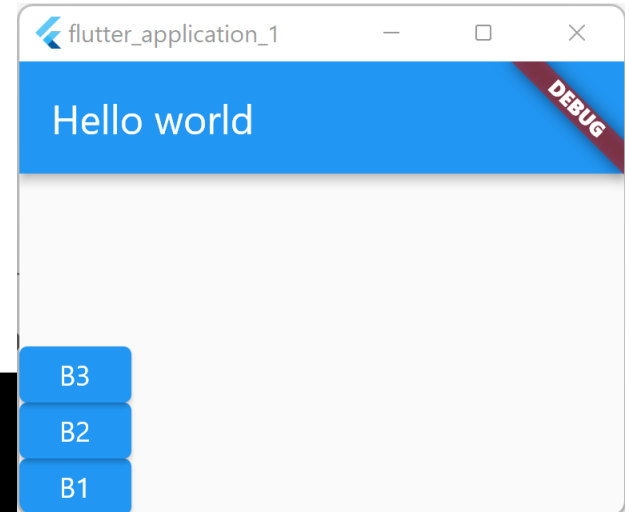 flutter_application_1
DEBUG
Hello world
B3
B2
B1